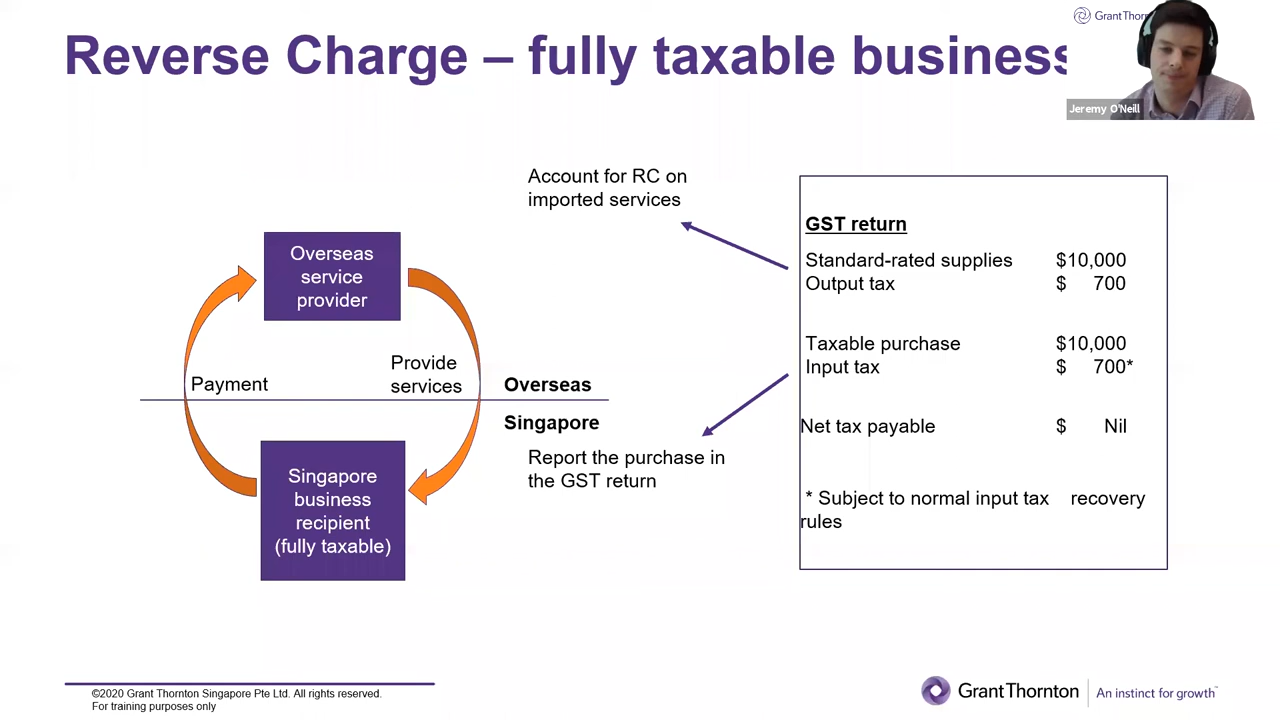 Grant Thorn
Reverse Charge – fully taxable business
Jeremy O'Neill
Account for RC on
imported services
Overseas
service
provider
Provide
services
Payment
Overseas
Singapore
Singapore
business
recipient
(fully taxable)
Report the purchase in
the GST return
GST return
Standard-rated supplies $10,000
Output tax $ 700
Taxable purchase $10,000
Input tax $ 700*
Net tax payable $ Nil
* Subject to normal input tax recovery
rules
©2020 Grant Thornton Singapore Pte Ltd. All rights reserved.
For training purposes only
Grant Thornton An instinct for growth™